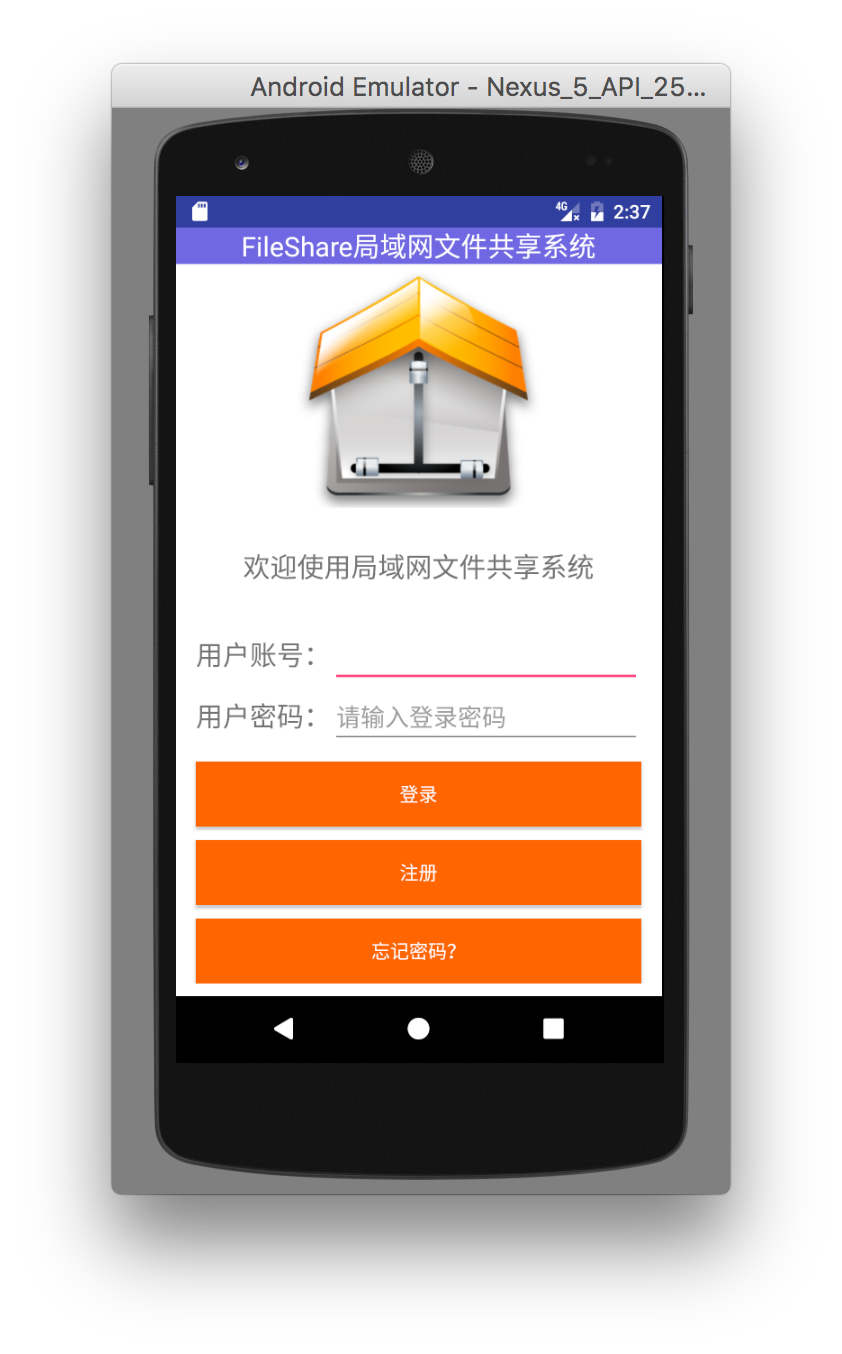 Android Emulator - Nexus_5_API_25...
4G 2:37
FileShare局域网文件共享系统
欢迎使用局域网文件共享系统
用户账号：
用户密码： 请输入登录密码
登录
注册
忘记密码？